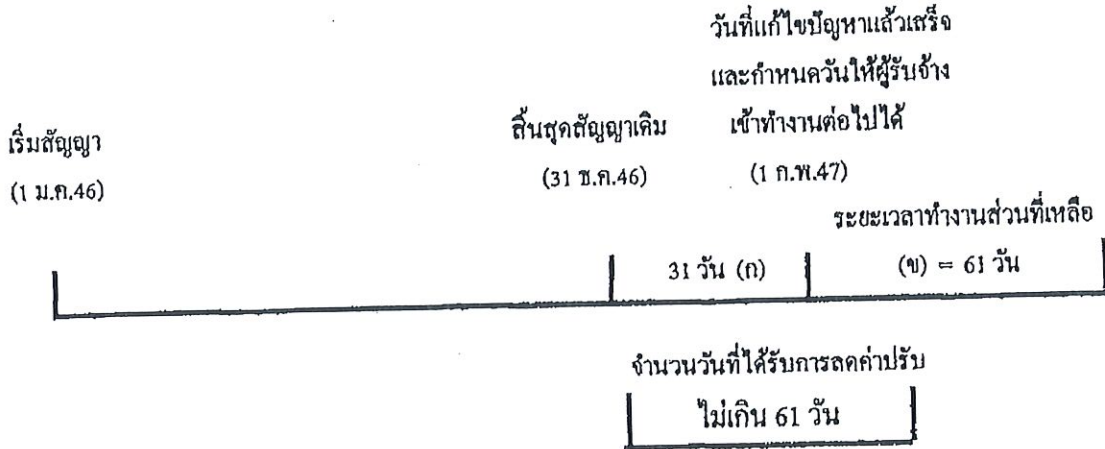 วันที่แก้ไขปัญหาแล้วเสร็จ
และกำหนดวันให้ผู้รับจ้าง
เริ่มสัญญา
สิ้นสุดสัญญาเดิม
เข้าทำงานต่อไปได้
(1 ม.ค.46)
(31 ธ.ค.46)
(1 ก.พ.47)
ระยะเวลาทำงานส่วนที่เหลือ
31 วัน (ก)
(ข) = 61 วัน
จำนวนวันที่ได้รับการลดค่าปรับ
ไม่เกิน 61 วัน